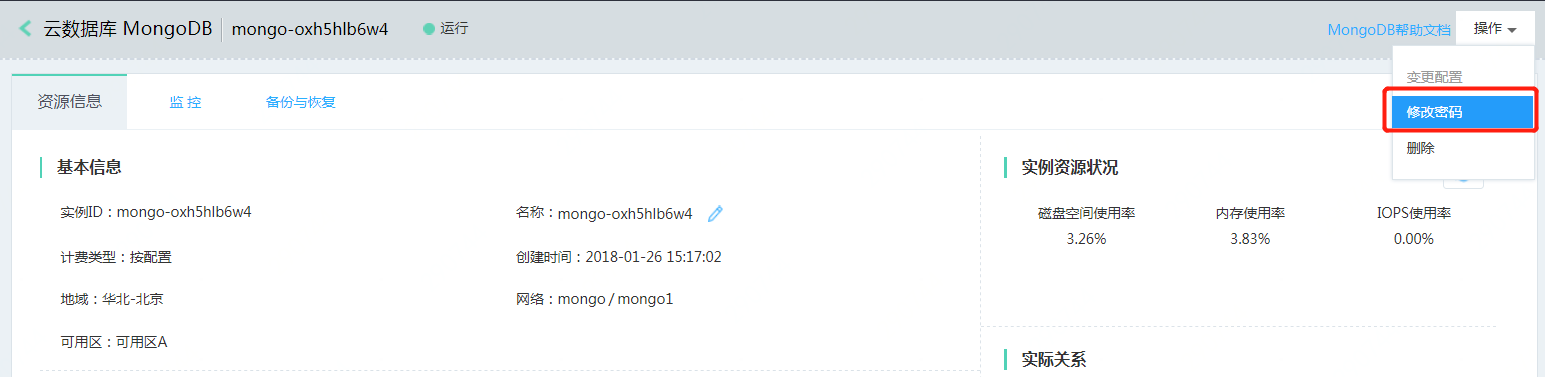 云数据库 MongoDB mongo-oxh5hlb6w4 运行 MongoDB帮助文档 操作
变更配置
修改密码
删除
资源信息 监 控 备份与恢复
基本信息
实例ID：mongo-oxh5hlb6w4 名称：mongo-oxh5hlb6w4
计费类型：按配置 创建时间：2018-01-26 15:17:02
地域：华北-北京 网络：mongo / mongo1
可用区：可用区A
实例资源状况
磁盘空间使用率 内存使用率 IOPS使用率
3.26% 3.83% 0.00%
实际关系